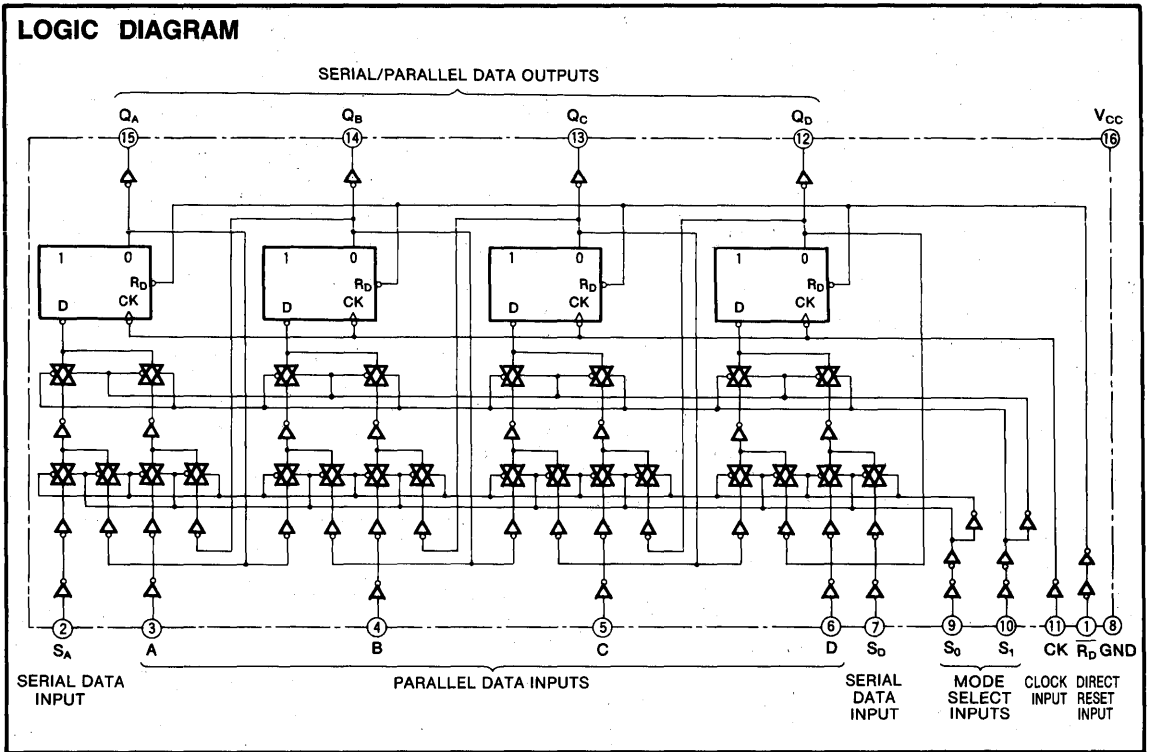 LOGIC DIAGRAM
SERIAL/PARALLEL DATA OUTPUTS
QA QB QC QD VCC
15 14 13 12 16
1 0 1 0 1 0 1 0
RD RD RD RD
D CK D CK D CK D CK
2 3 4 5 6 7 9 10 11 1 8
SA A B C D SD S0 S1 CK R̅D̅ GND
SERIAL DATA INPUT
PARALLEL DATA INPUTS
SERIAL DATA INPUT
MODE SELECT INPUTS
CLOCK INPUT
DIRECT RESET INPUT